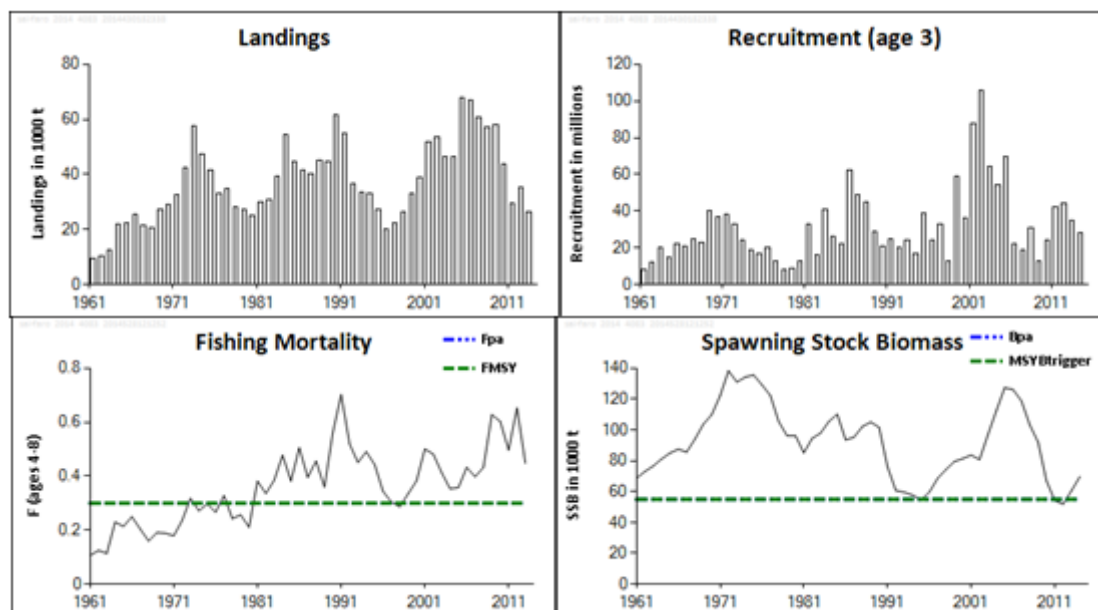 Landings
Landings in 1000 t
80
60
40
20
0
1961 1971 1981 1991 2001 2011
Recruitment (age 3)
Recruitment in millions
120
100
80
60
40
20
0
1961 1971 1981 1991 2001 2011
Fishing Mortality
Fpa
FMSY
F (ages 4-8)
0.8
0.6
0.4
0.2
0
1961 1971 1981 1991 2001 2011
Spawning Stock Biomass
Bpa
MSYBtrigger
SSB in 1000 t
140
120
100
80
60
40
20
0
1961 1971 1981 1991 2001 2011